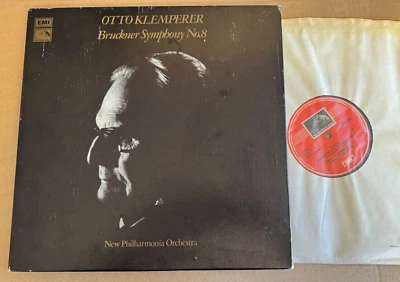 EMI
OTTO KLEMPERER
Bruckner Symphony No.8
New Philharmonia Orchestra